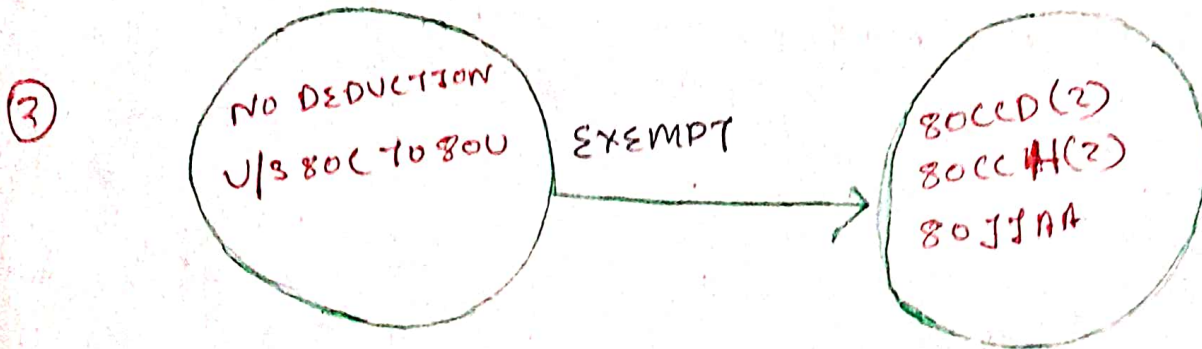 3
NO DEDUCTION
U/S 80C TO 80U
EXEMPT
80CCD(2)
80CCH(2)
80JJAA